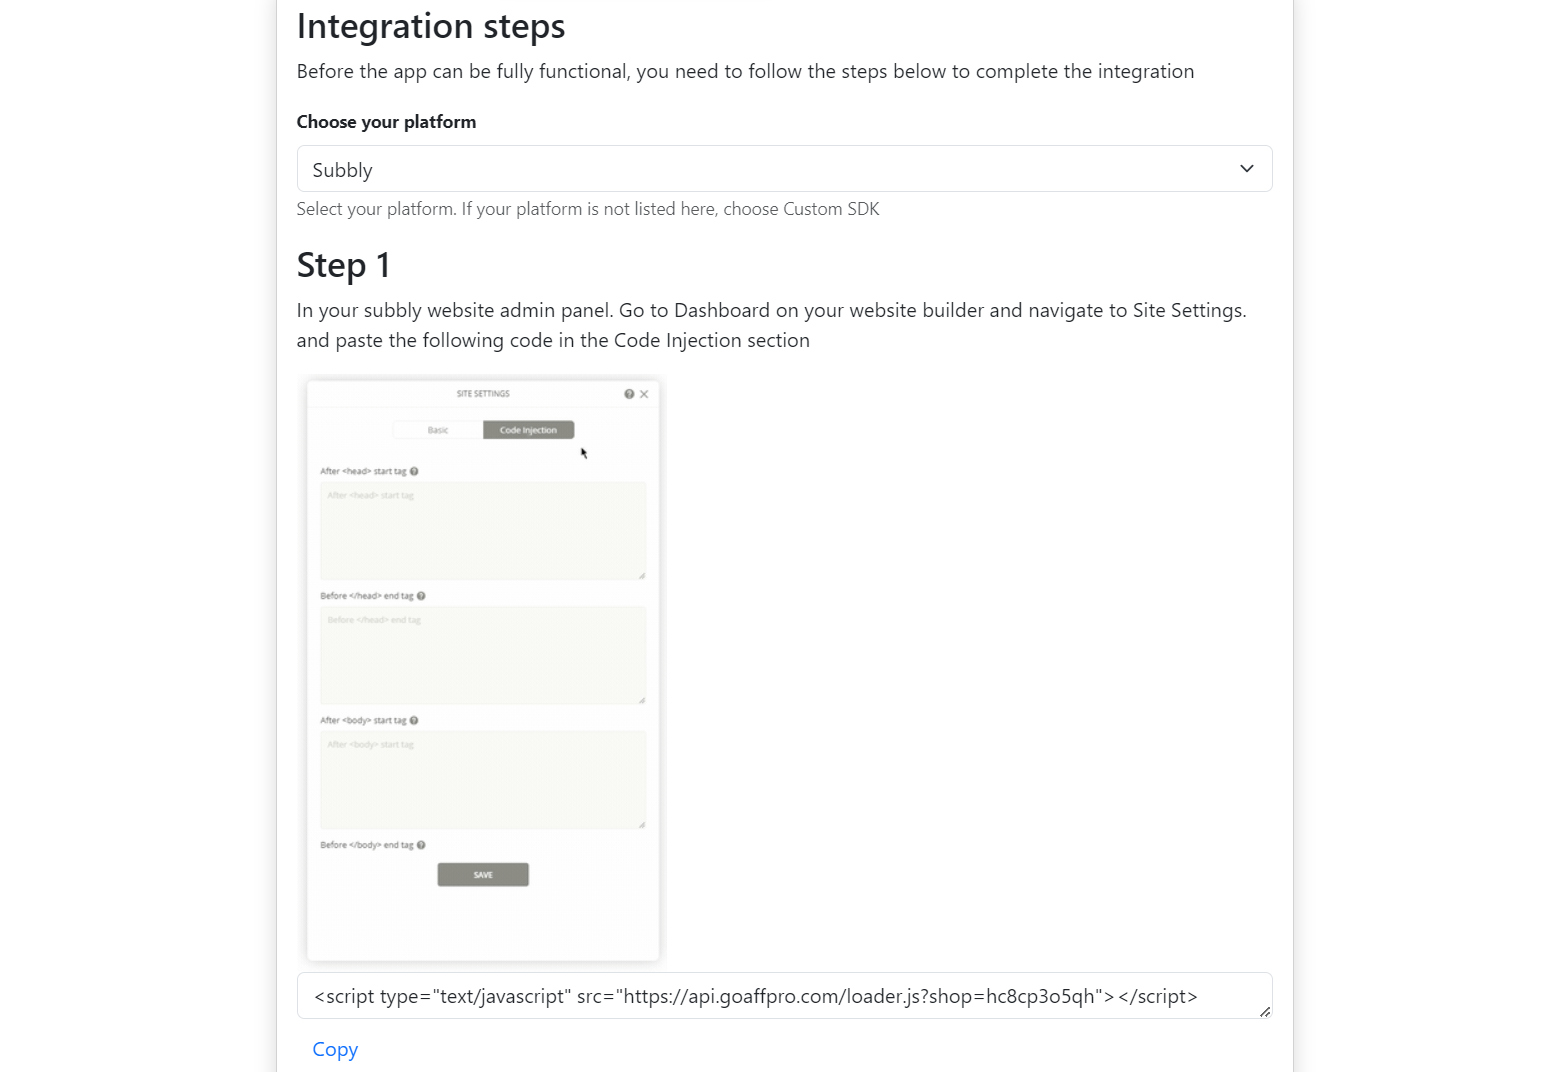 Integration steps
Before the app can be fully functional, you need to follow the steps below to complete the integration
Choose your platform
Subbly
Select your platform. If your platform is not listed here, choose Custom SDK
Step 1
In your subbly website admin panel. Go to Dashboard on your website builder and navigate to Site Settings.
and paste the following code in the Code Injection section
SITE SETTINGS
Basic
Code Injection
After <head> start tag
After <head> start tag
Before </head> end tag
Before </head> end tag
After <body> start tag
After <body> start tag
Before </body> end tag
SAVE
<script type="text/javascript" src="https://api.goaffpro.com/loader.js?shop=hc8cp3o5qh"></script>
Copy